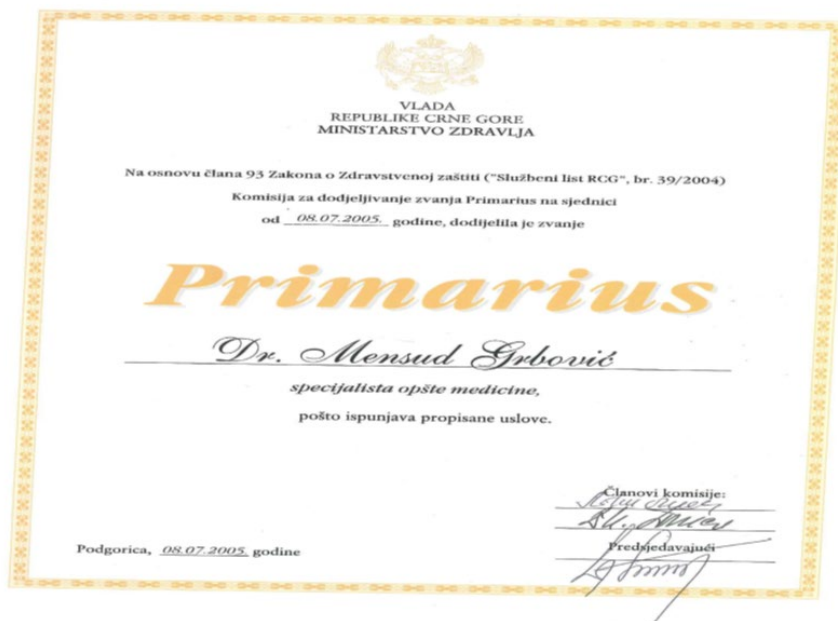 VLADA
REPUBLIKE CRNE GORE
MINISTARSTVO ZDRAVLJA
Na osnovu člana 93 Zakona o Zdravstvenoj zaštiti ("Službeni list RCG", br. 39/2004)
Komisija za dodjeljivanje zvanja Primarius na sjednici
od 08.07.2005. godine, dodijelila je zvanje
Primarius
Dr. Mensud Grbović
specijalista opšte medicine,
pošto ispunjava propisane uslove.
Članovi komisije:
Predsjedavajući
Podgorica, 08.07.2005. godine